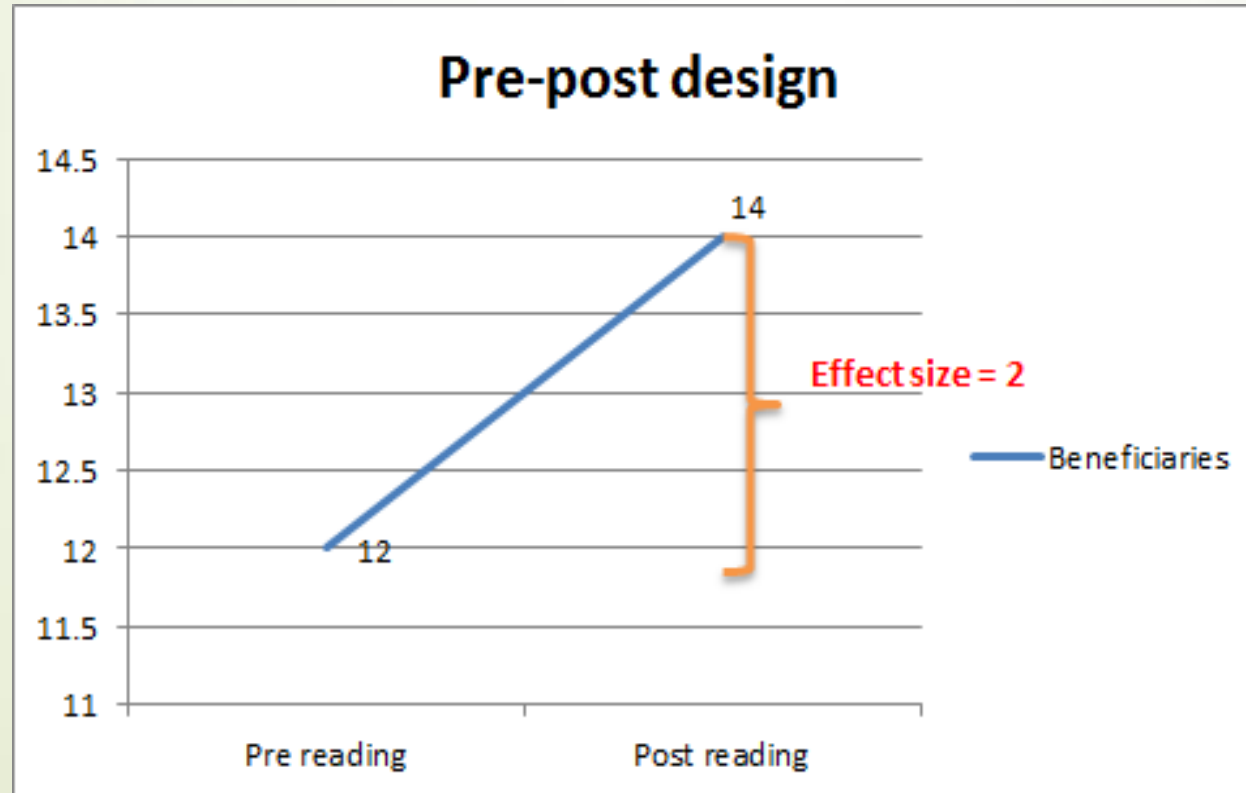 Pre-post design
14.5
14
13.5
13
12.5
12
11.5
11
14
12
Effect size = 2
Beneficiaries
Pre reading
Post reading